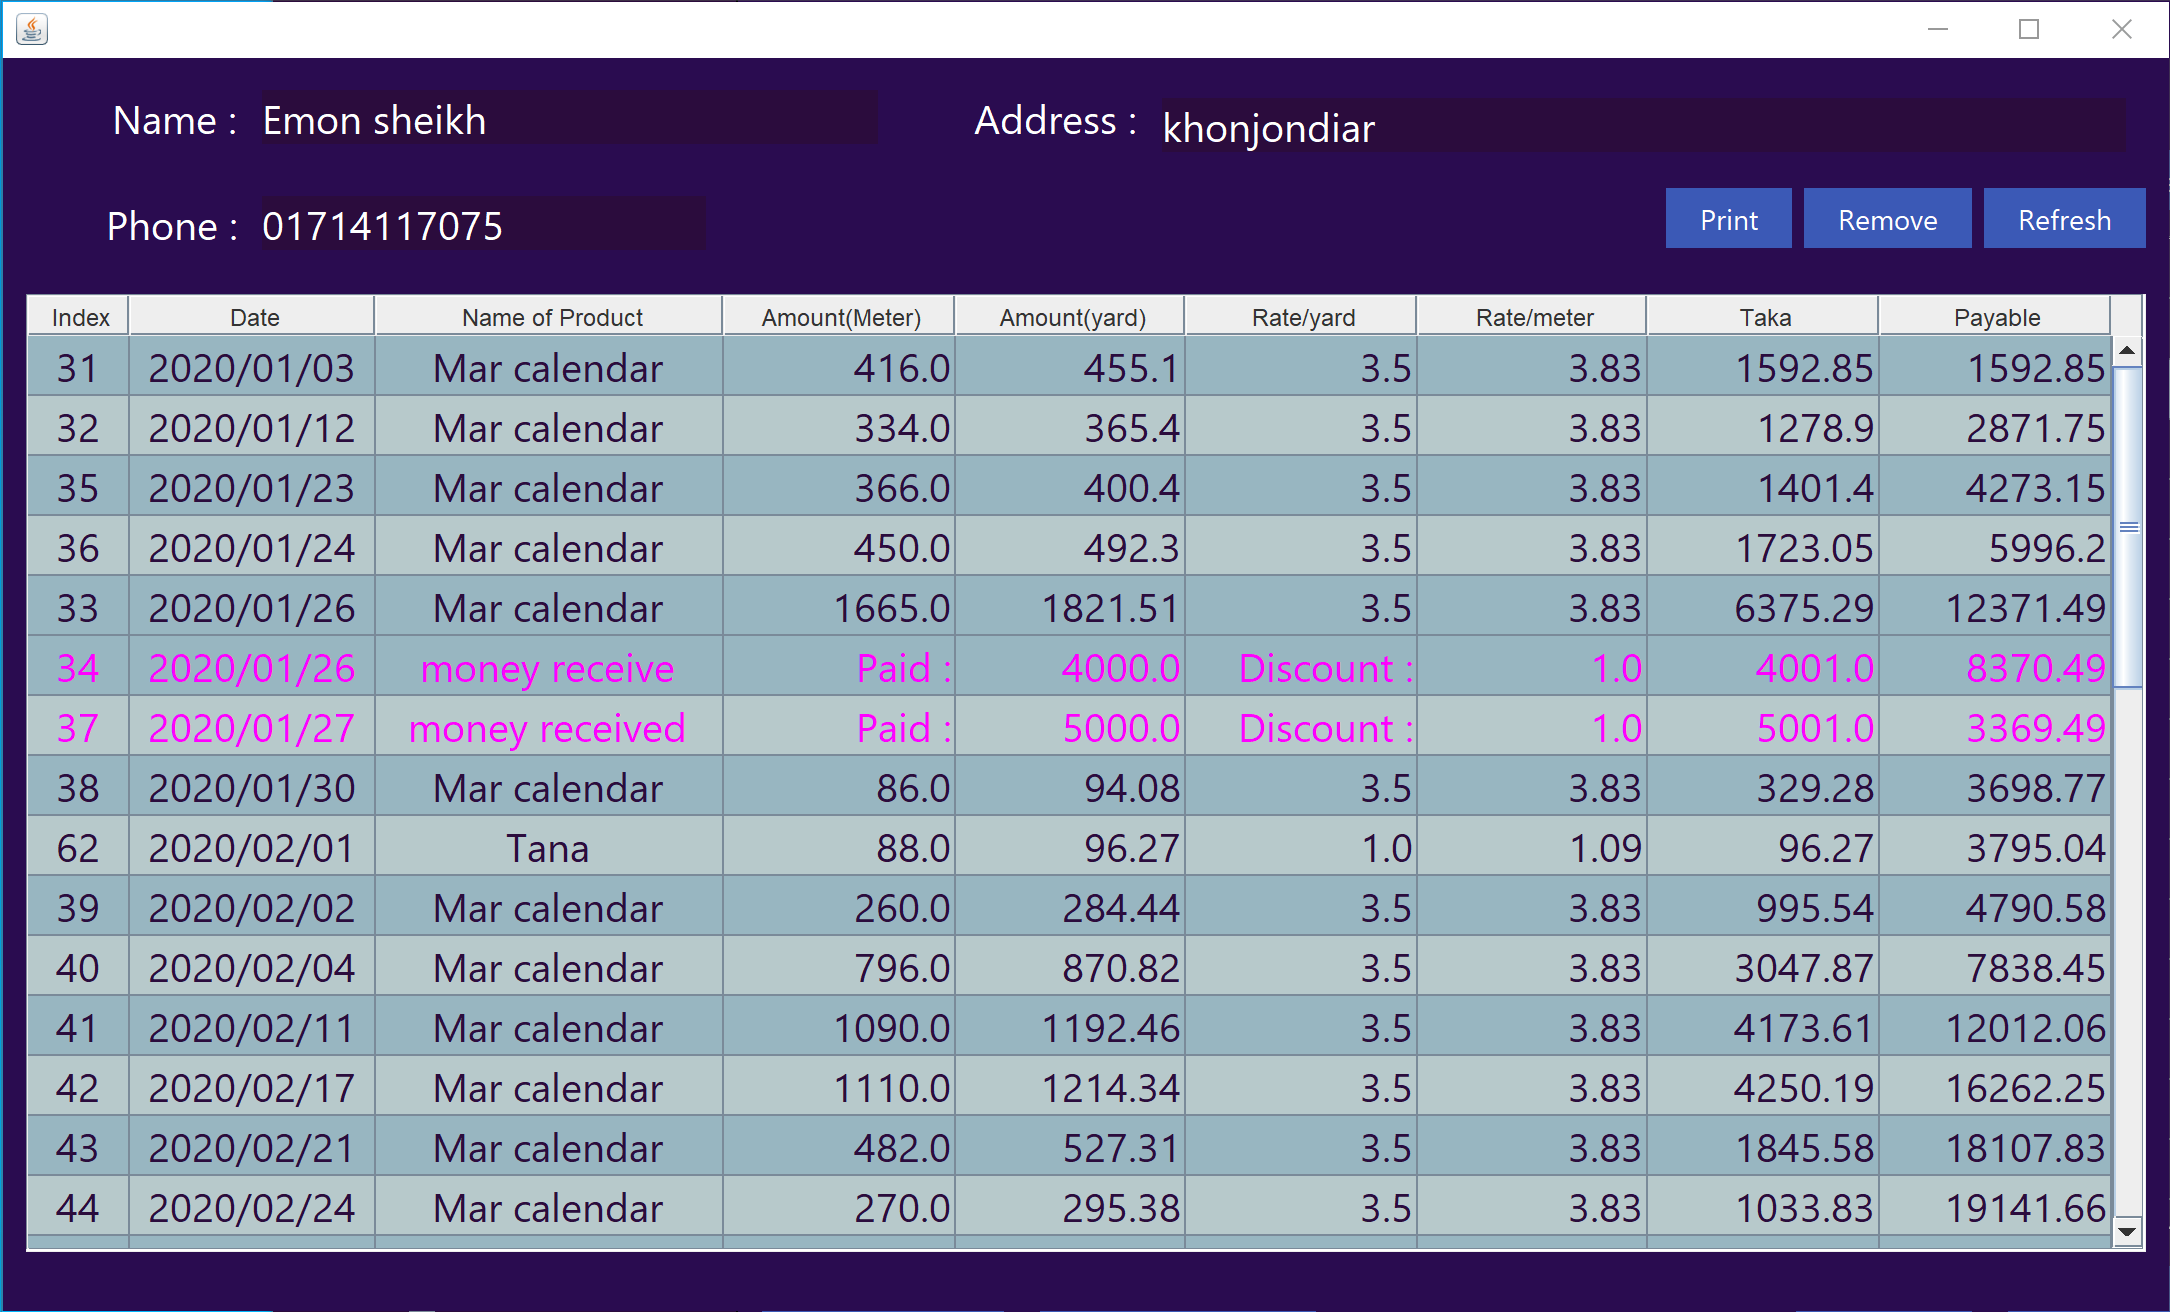 Name : Emon sheikh Address : khonjondiar
Phone : 01714117075 Print Remove Refresh
Index Date Name of Product Amount(Meter) Amount(yard) Rate/yard Rate/meter Taka Payable
31 2020/01/03 Mar calendar 416.0 455.1 3.5 3.83 1592.85 1592.85
32 2020/01/12 Mar calendar 334.0 365.4 3.5 3.83 1278.9 2871.75
35 2020/01/23 Mar calendar 366.0 400.4 3.5 3.83 1401.4 4273.15
36 2020/01/24 Mar calendar 450.0 492.3 3.5 3.83 1723.05 5996.2
33 2020/01/26 Mar calendar 1665.0 1821.51 3.5 3.83 6375.29 12371.49
34 2020/01/26 money receive Paid : 4000.0 Discount : 1.0 4001.0 8370.49
37 2020/01/27 money received Paid : 5000.0 Discount : 1.0 5001.0 3369.49
38 2020/01/30 Mar calendar 86.0 94.08 3.5 3.83 329.28 3698.77
62 2020/02/01 Tana 88.0 96.27 1.0 1.09 96.27 3795.04
39 2020/02/02 Mar calendar 260.0 284.44 3.5 3.83 995.54 4790.58
40 2020/02/04 Mar calendar 796.0 870.82 3.5 3.83 3047.87 7838.45
41 2020/02/11 Mar calendar 1090.0 1192.46 3.5 3.83 4173.61 12012.06
42 2020/02/17 Mar calendar 1110.0 1214.34 3.5 3.83 4250.19 16262.25
43 2020/02/21 Mar calendar 482.0 527.31 3.5 3.83 1845.58 18107.83
44 2020/02/24 Mar calendar 270.0 295.38 3.5 3.83 1033.83 19141.66